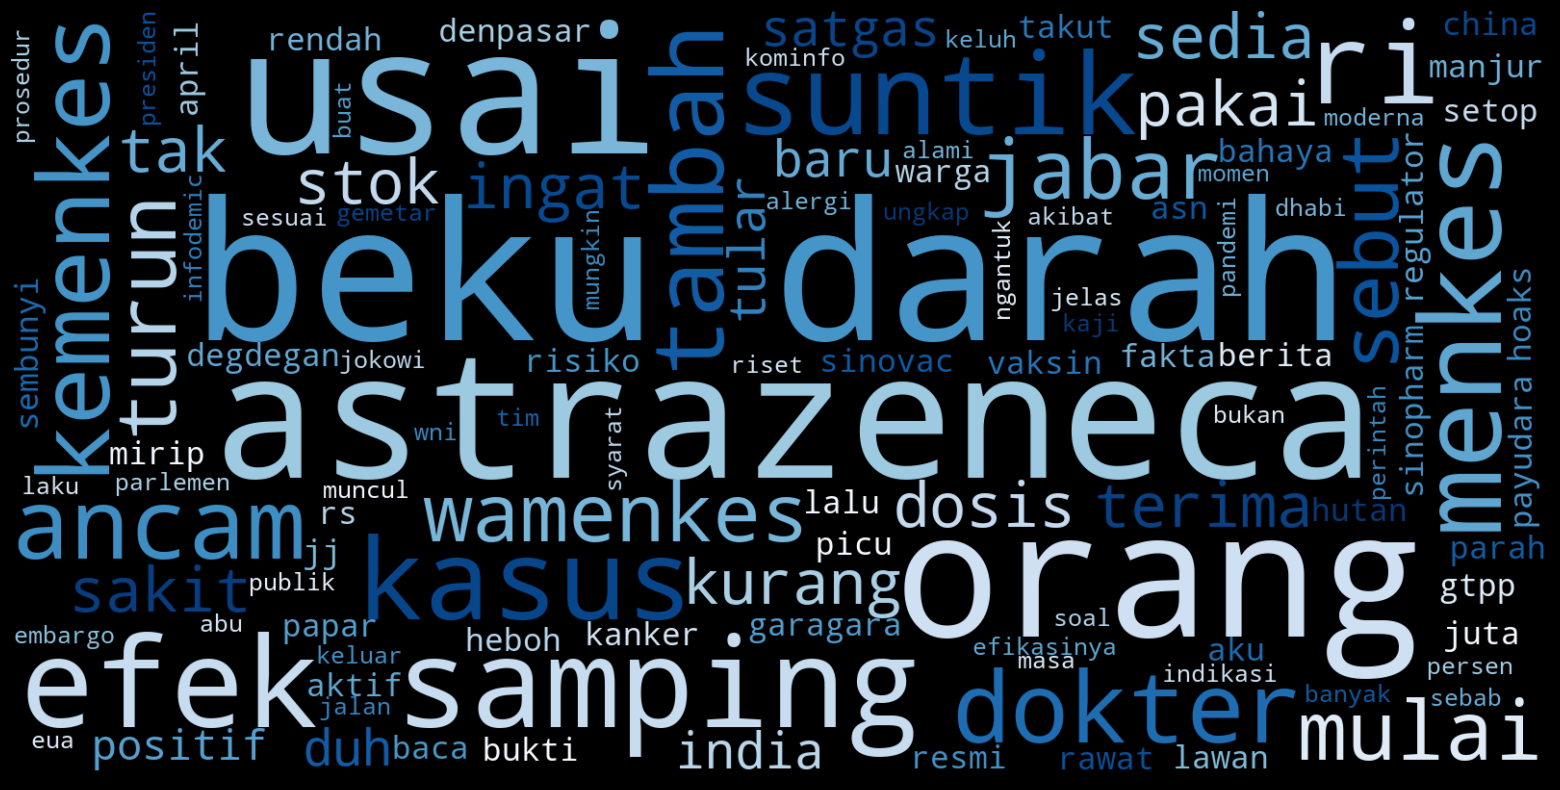 prosedur
kemenkes
presiden
april
rendah
denpasar
usai
buat
tambah
satgas
keluh
takut
kominfo
suntik
sedia
ri
china
manjur
pakai
setop
moderna
tak
stok
ingat
baru
alami
warga
jabar
bahaya
momen
sebut
regulator
menkes
turun
infodemic
sesuai
gemetar
mungkin
tular
alergi
ungkap
ngantuk
akibat
asn
pandemi
dhabi
beku darah
jelas
kaji
sembunyi
degdegan
jokowi
risiko
riset
sinovac
vaksin
fakta
berita
sinopharm
payudara
hoaks
astrazeneca
wni
tim
syarat
bukan
perintah
mirip
laku
parlemen
muncul
ancam
rs
jj
wamenkes
lalu
dosis
terima
hutan
picu
parah
sakit
publik
kasus
kurang
orang
gtpp
embargo
abu
papar
heboh
kanker
garagara
soal
juta
efek samping
keluar
aktif
jalan
efikasinya
masa
aku
indikasi
persen
dokter
banyak
sebab
mulai
eua
positif
duh
baca
bukti
india
resmi
rawat
lawan